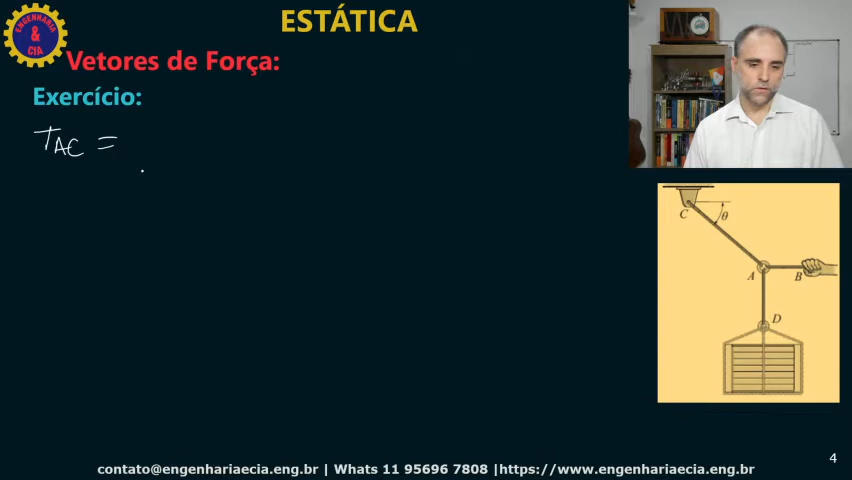 ESTÁTICA
ENGENHARIA
&
CIA
Vetores de Força:
Exercício:
TAC =
C
θ
A
B
D
4
contato@engenhariaecia.eng.br | Whats 11 95696 7808 |https://www.engenhariaecia.eng.br